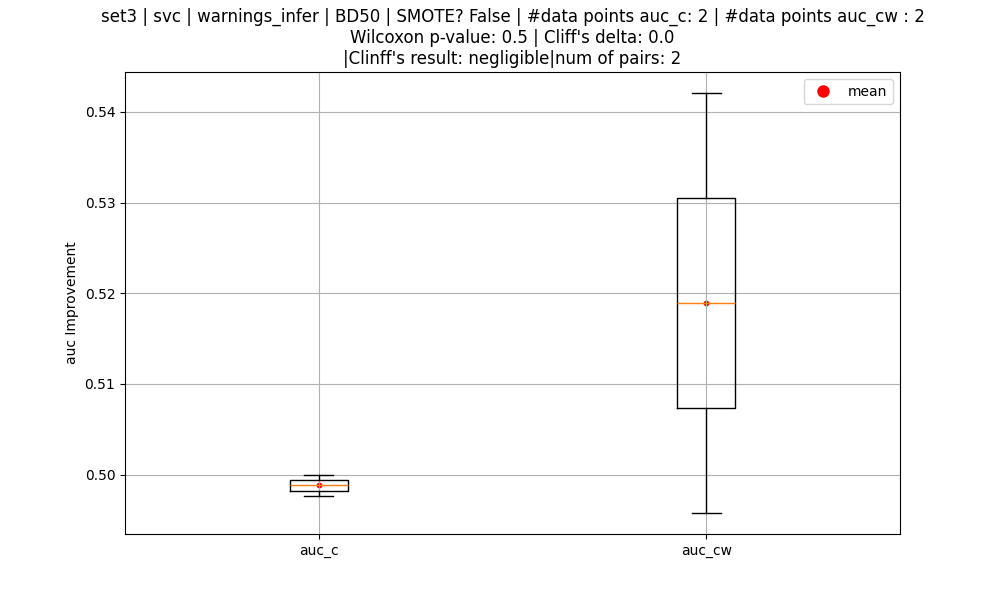 set3 | svc | warnings_infer | BD50 | SMOTE? False | #data points auc_c: 2 | #data points auc_cw : 2
Wilcoxon p-value: 0.5 | Cliff's delta: 0.0
|Clinff's result: negligible|num of pairs: 2
mean
0.54
0.53
0.52
0.51
0.50
auc Improvement
auc_c
auc_cw